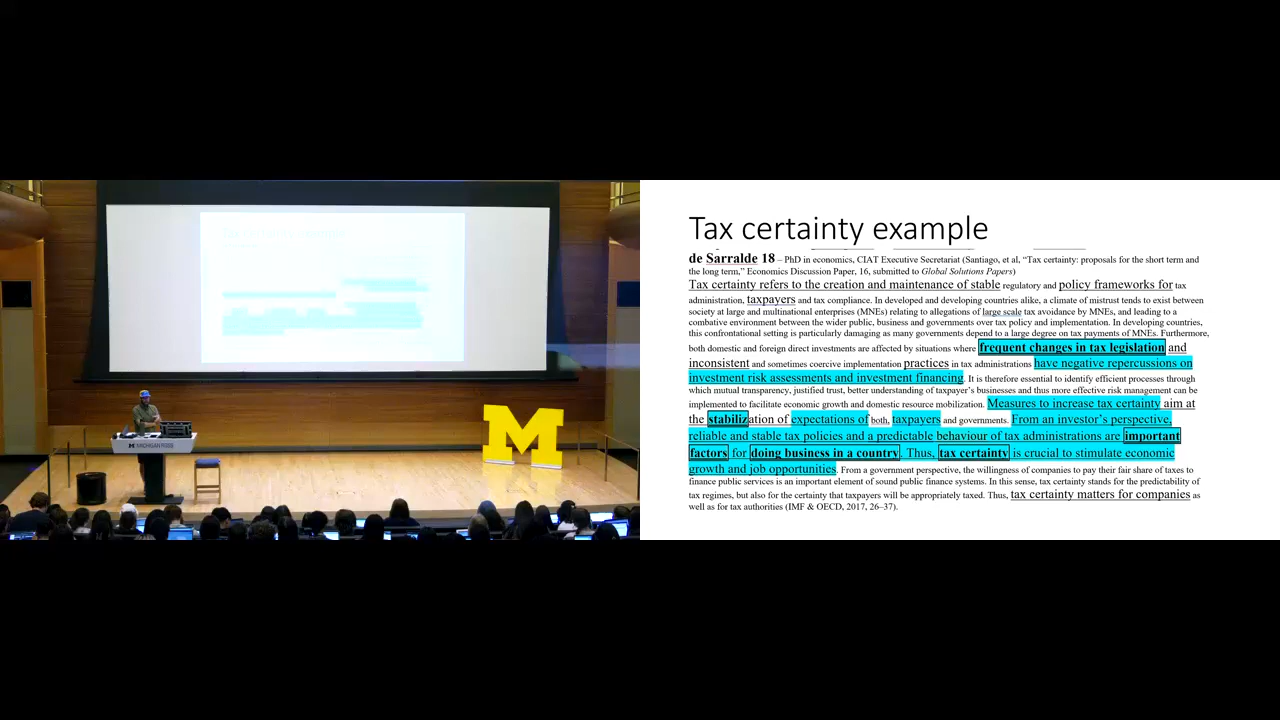 Tax certainty example
de Sarralde 18 – PhD in economics, CIAT Executive Secretariat (Santiago, et al, “Tax certainty: proposals for the short term and
the long term,” Economics Discussion Paper, 16, submitted to Global Solutions Papers)
Tax certainty refers to the creation and maintenance of stable regulatory and policy frameworks for tax
administration, taxpayers and tax compliance. In developed and developing countries alike, a climate of mistrust tends to exist between
society at large and multinational enterprises (MNEs) relating to allegations of large scale tax avoidance by MNEs, and leading to a
combative environment between the wider public, business and governments over tax policy and implementation. In developing countries,
this confrontational setting is particularly damaging as many governments depend to a large degree on tax payments of MNEs. Furthermore,
both domestic and foreign direct investments are affected by situations where frequent changes in tax legislation and
inconsistent and sometimes coercive implementation practices in tax administrations have negative repercussions on
investment risk assessments and investment financing. It is therefore essential to identify efficient processes through
which mutual transparency, justified trust, better understanding of taxpayer’s businesses and thus more effective risk management can be
implemented to facilitate economic growth and domestic resource mobilization. Measures to increase tax certainty aim at
the stabilization of expectations of both, taxpayers and governments. From an investor’s perspective,
reliable and stable tax policies and a predictable behaviour of tax administrations are important
factors for doing business in a country. Thus, tax certainty is crucial to stimulate economic
growth and job opportunities. From a government perspective, the willingness of companies to pay their fair share of taxes to
finance public services is an important element of sound public finance systems. In this sense, tax certainty stands for the predictability of
tax regimes, but also for the certainty that taxpayers will be appropriately taxed. Thus, tax certainty matters for companies as
well as for tax authorities (IMF & OECD, 2017, 26–37).
M